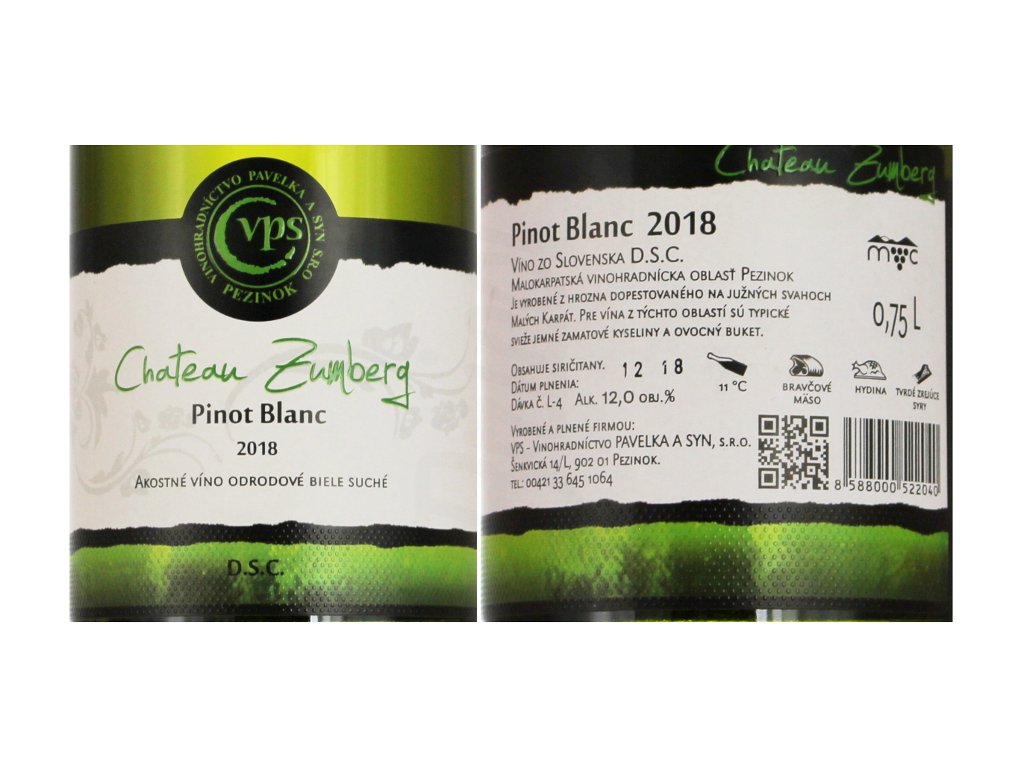 VINOHRADNÍCTVO PAVELKA A SYN S.R.O
PEZINOK
VPS
Chateau Zumberg
Pinot Blanc
2018
AKOSTNÉ VÍNO ODRODOVÉ BIELE SUCHÉ
D.S.C.
Chateau Zumberg
Pinot Blanc 2018
VÍNO ZO SLOVENSKA D.S.C.
MALOKARPATSKÁ VINOHRADNÍCKA OBLASŤ PEZINOK
JE VYROBENÉ Z HROZNA DOPESTOVANÉHO NA JUŽNÝCH SVAHOCH
MALÝCH KARPÁT. PRE VÍNA Z TÝCHTO OBLASTÍ SÚ TYPICKÉ
SVIEŽE JEMNÉ ZAMATOVÉ KYSELINY A OVOCNÝ BUKET.
mvc
0,75 L
OBSAHUJE SIRIČITANY.
DÁTUM PLNENIA: 12 18
DÁVKA Č. L-4 ALK. 12,0 OBJ.%
11 °C
BRAVČOVÉ
MÄSO
HYDINA
TVRDÉ ZREJÚCE
SYRY
VYROBENÉ A PLNENÉ FIRMOU:
VPS - VINOHRADNÍCTVO PAVELKA A SYN, S.R.O.
ŠENKVICKÁ 14/L, 902 01 PEZINOK.
TEL.: 00421 33 645 1064
8 588000 522040